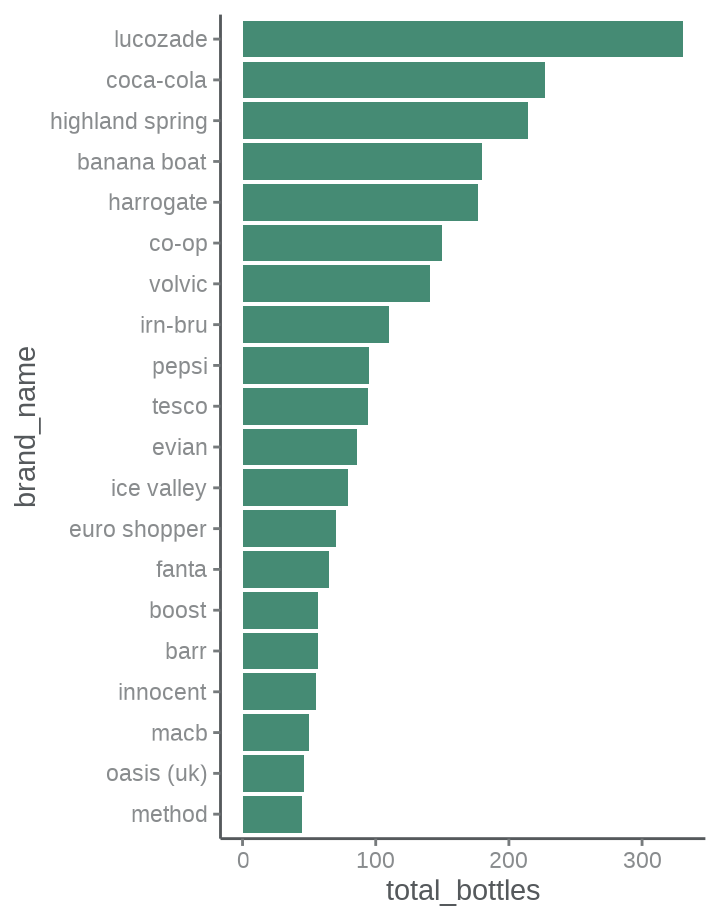 lucozade
coca-cola
highland spring
banana boat
harrogate
co-op
volvic
irn-bru
pepsi
tesco
evian
ice valley
euro shopper
fanta
boost
barr
innocent
macb
oasis (uk)
method
brand_name
0 100 200 300
total_bottles